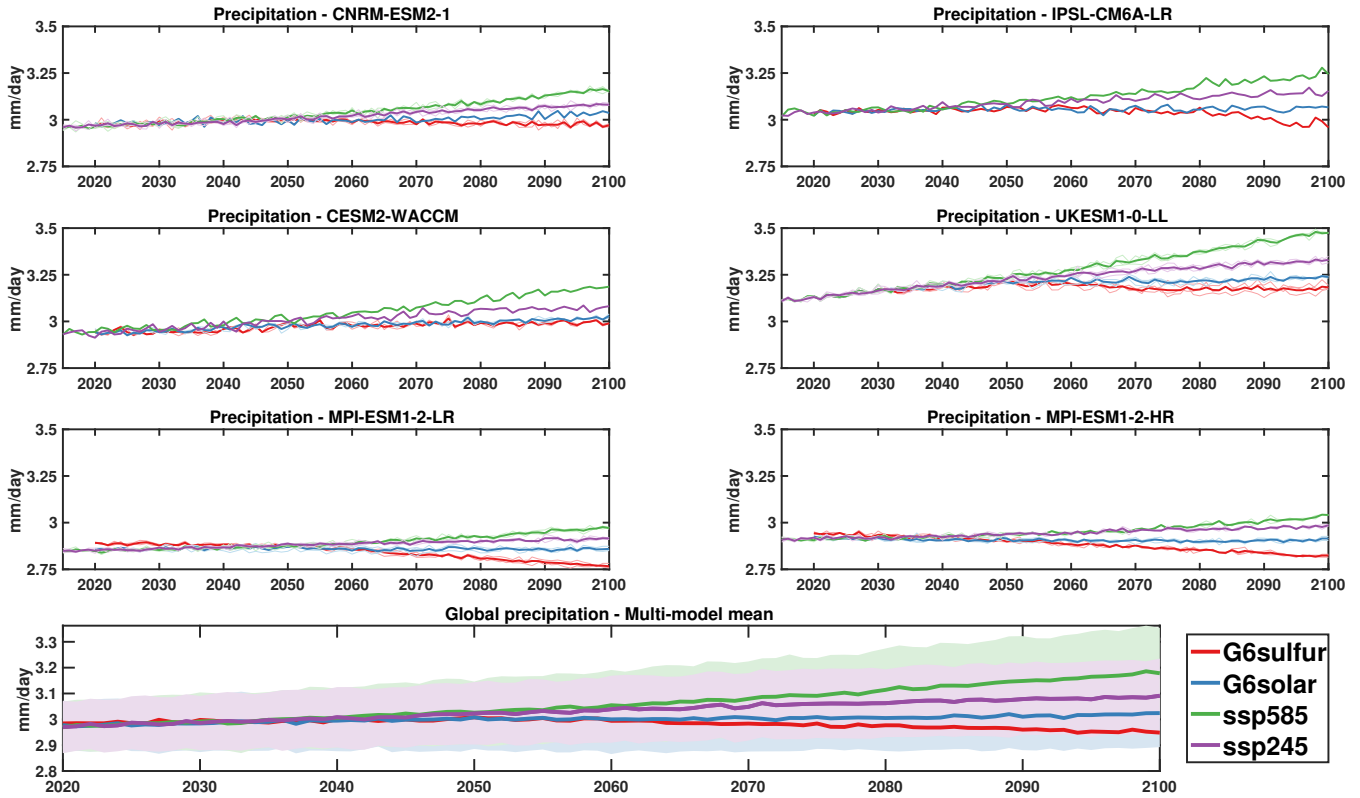 Precipitation - CNRM-ESM2-1
3.5
3.25
3
2.75
mm/day
2020 2030 2040 2050 2060 2070 2080 2090 2100
Precipitation - IPSL-CM6A-LR
3.5
3.25
3
2.75
mm/day
2020 2030 2040 2050 2060 2070 2080 2090 2100
Precipitation - CESM2-WACCM
3.5
3.25
3
2.75
mm/day
2020 2030 2040 2050 2060 2070 2080 2090 2100
Precipitation - UKESM1-0-LL
3.5
3.25
3
2.75
mm/day
2020 2030 2040 2050 2060 2070 2080 2090 2100
Precipitation - MPI-ESM1-2-LR
3.5
3.25
3
2.75
mm/day
2020 2030 2040 2050 2060 2070 2080 2090 2100
Precipitation - MPI-ESM1-2-HR
3.5
3.25
3
2.75
mm/day
2020 2030 2040 2050 2060 2070 2080 2090 2100
Global precipitation - Multi-model mean
3.3
3.2
3.1
3
2.9
2.8
mm/day
2020 2030 2040 2050 2060 2070 2080 2090 2100
G6sulfur
G6solar
ssp585
ssp245